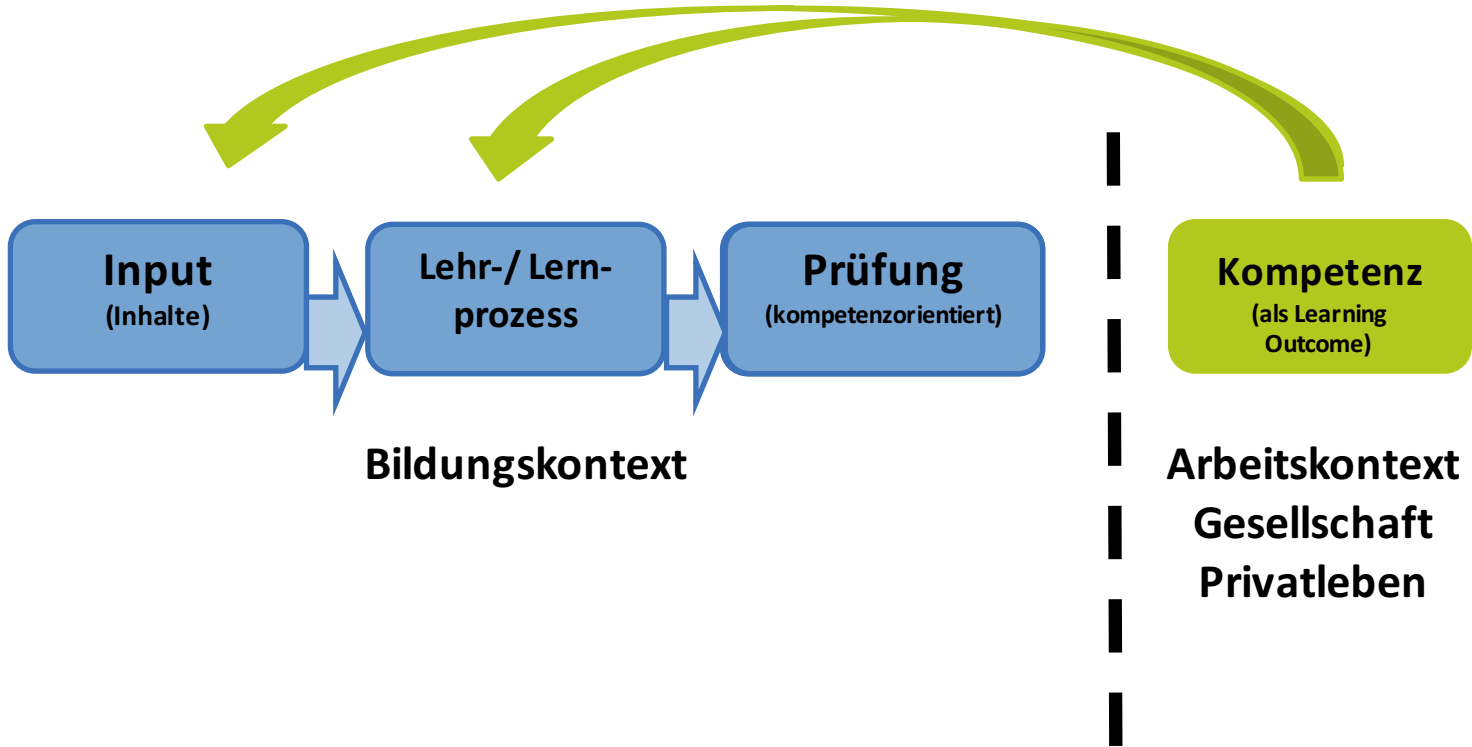 Input
(Inhalte)
Lehr-/ Lern-
prozess
Prüfung
(kompetenzorientiert)
Kompetenz
(als Learning
Outcome)
Bildungskontext
Arbeitskontext
Gesellschaft
Privatleben